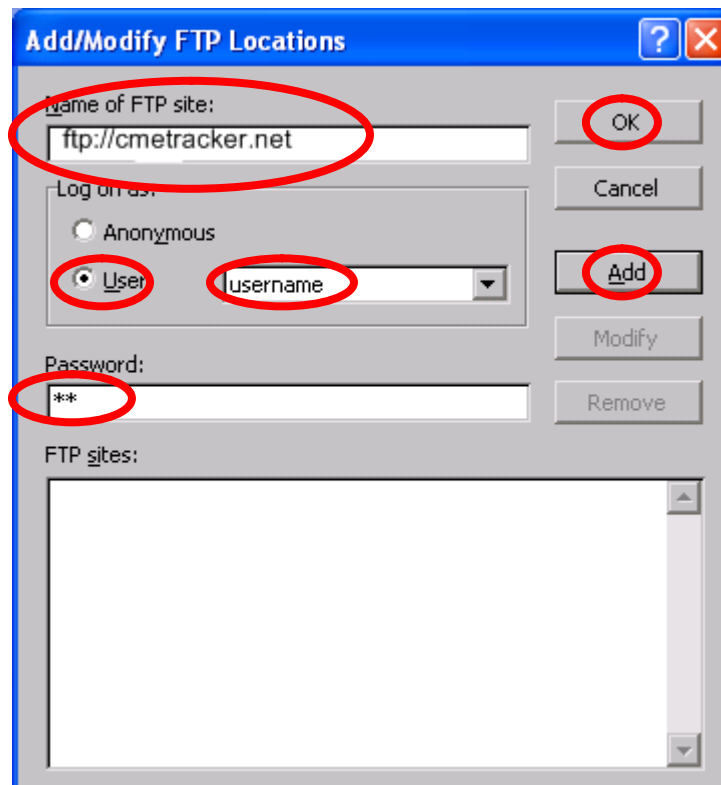 Add/Modify FTP Locations
Name of FTP site:
OK
ftp://cmetracker.net
Log on as:
Cancel
Anonymous
User
username
Add
Modify
Password:
**
Remove
FTP sites: